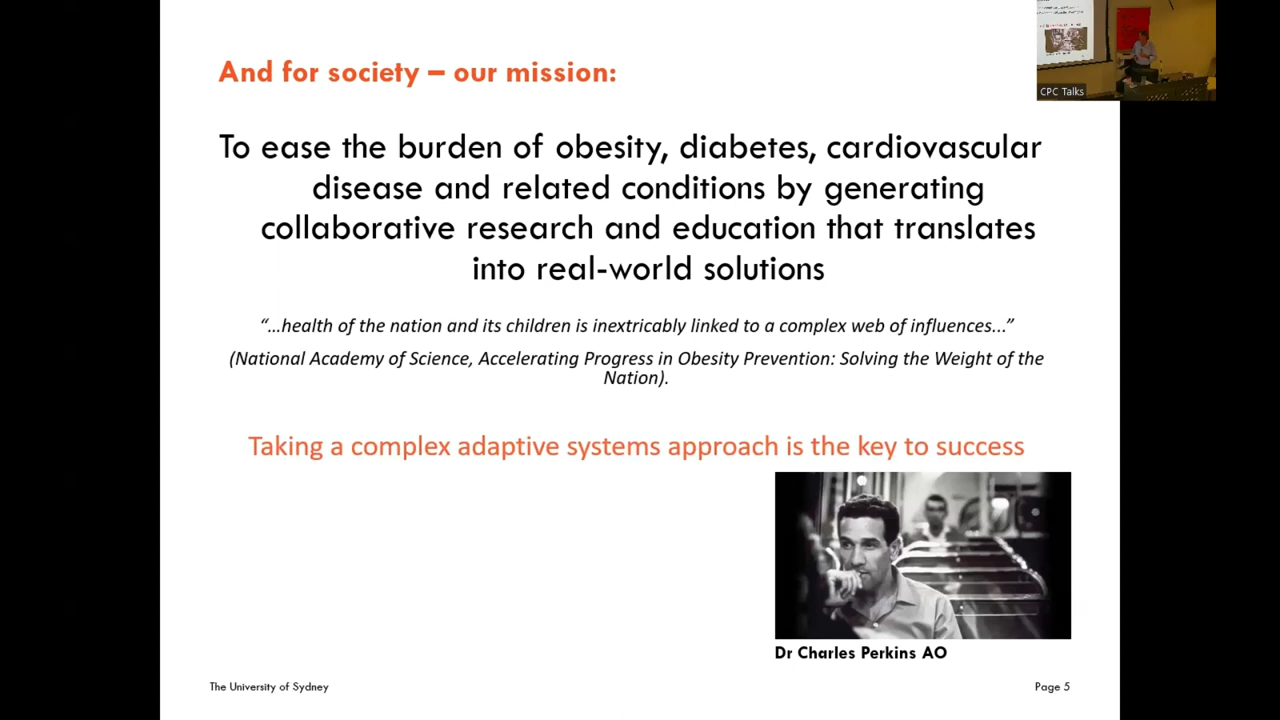 And for society – our mission:
CPC Talks
To ease the burden of obesity, diabetes, cardiovascular
disease and related conditions by generating
collaborative research and education that translates
into real-world solutions
“...health of the nation and its children is inextricably linked to a complex web of influences...”
(National Academy of Science, Accelerating Progress in Obesity Prevention: Solving the Weight of the
Nation).
Taking a complex adaptive systems approach is the key to success
Dr Charles Perkins AO
The University of Sydney
Page 5